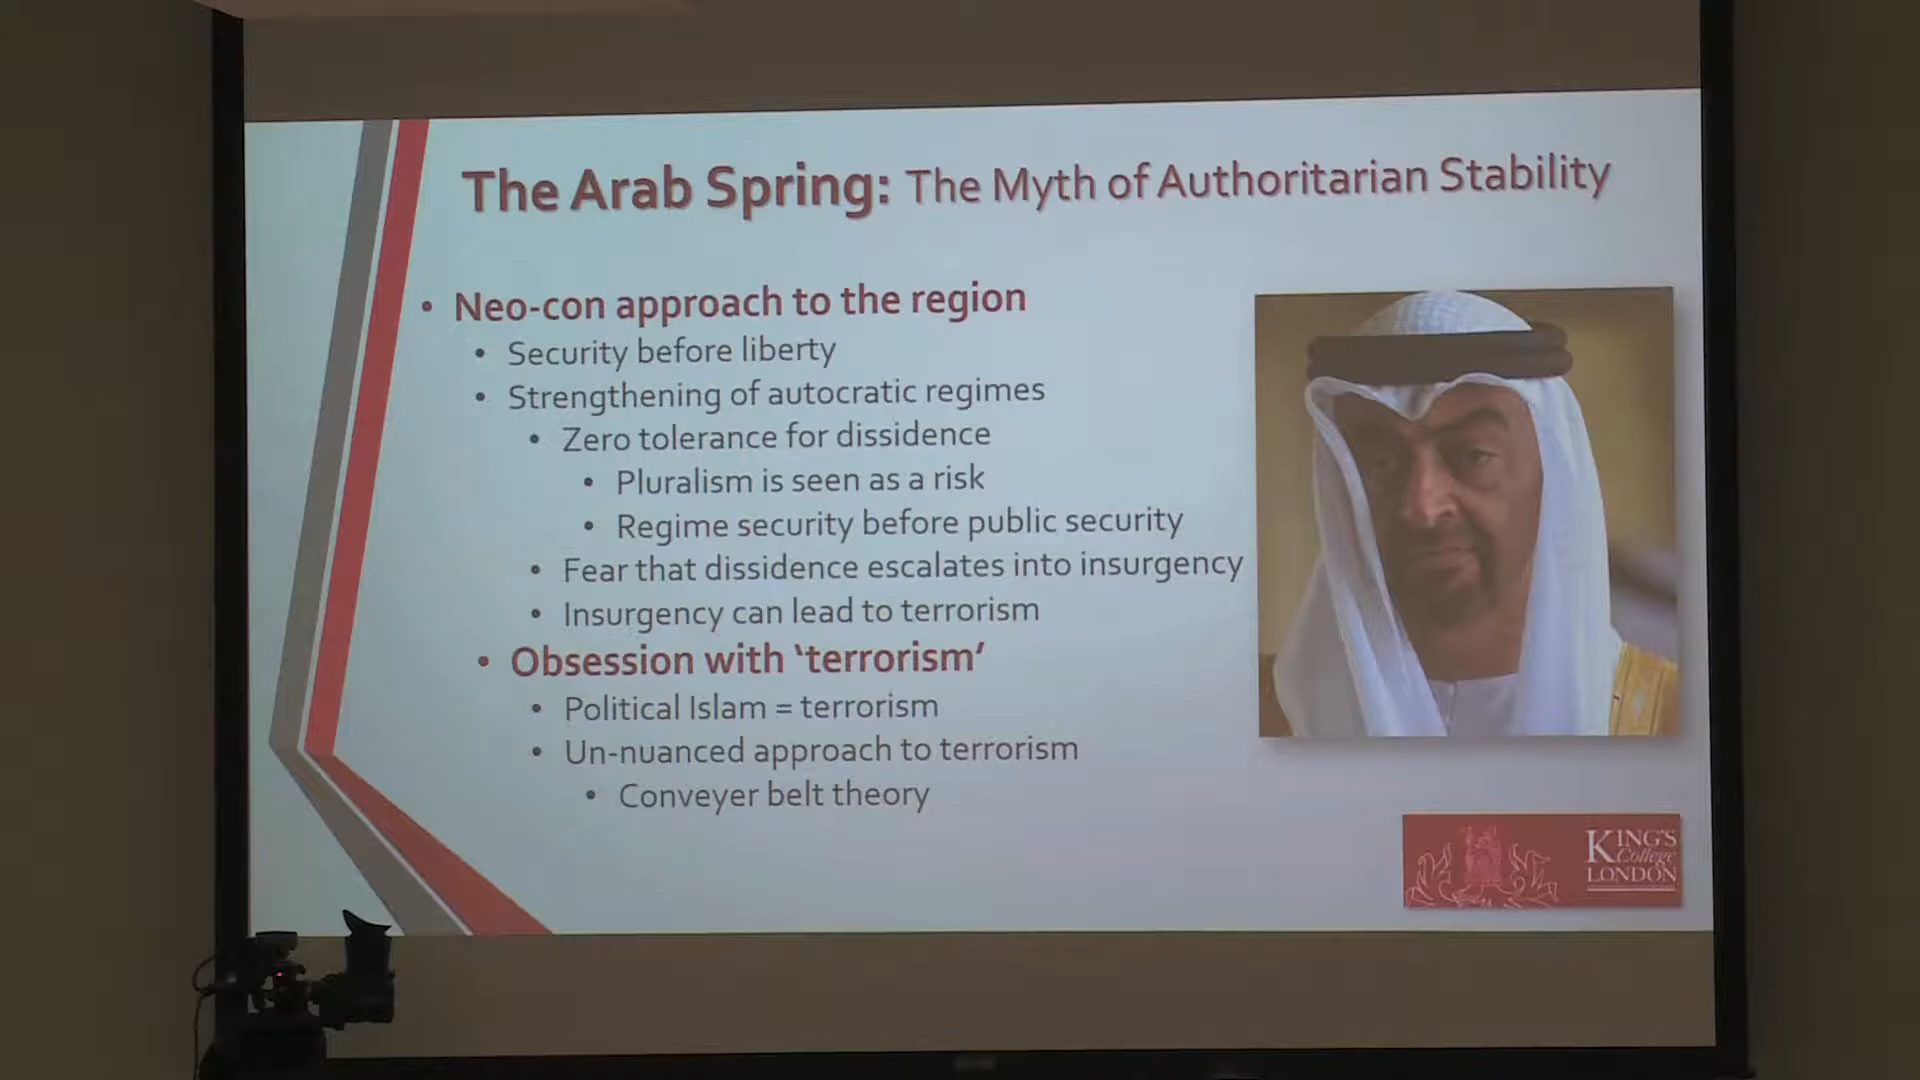 The Arab Spring: The Myth of Authoritarian Stability
• Neo-con approach to the region
• Security before liberty
• Strengthening of autocratic regimes
• Zero tolerance for dissidence
• Pluralism is seen as a risk
• Regime security before public security
• Fear that dissidence escalates into insurgency
• Insurgency can lead to terrorism
• Obsession with ‘terrorism’
• Political Islam = terrorism
• Un-nuanced approach to terrorism
• Conveyer belt theory
KING'S
College
LONDON